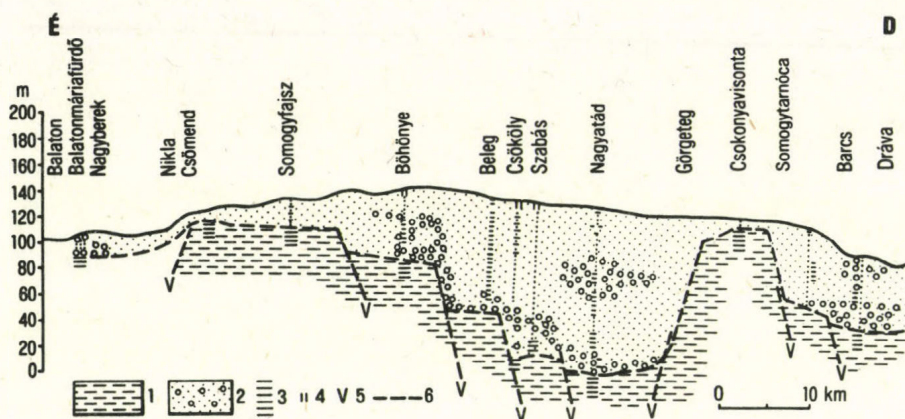 É D
m
200
180
160
140
120
100
80
60
40
20
0
Balaton
Balatonmáriafürdő
Nagyberek
Nikla
Csömend
Somogyfajsz
Böhönye
Beleg
Csököly
Szabás
Nagyatád
Görgeteg
Csokonyavisonta
Somogytarnóca
Barcs
Dráva
V V V V V V V V
1 2 3 4 V 5 6 0 10 km